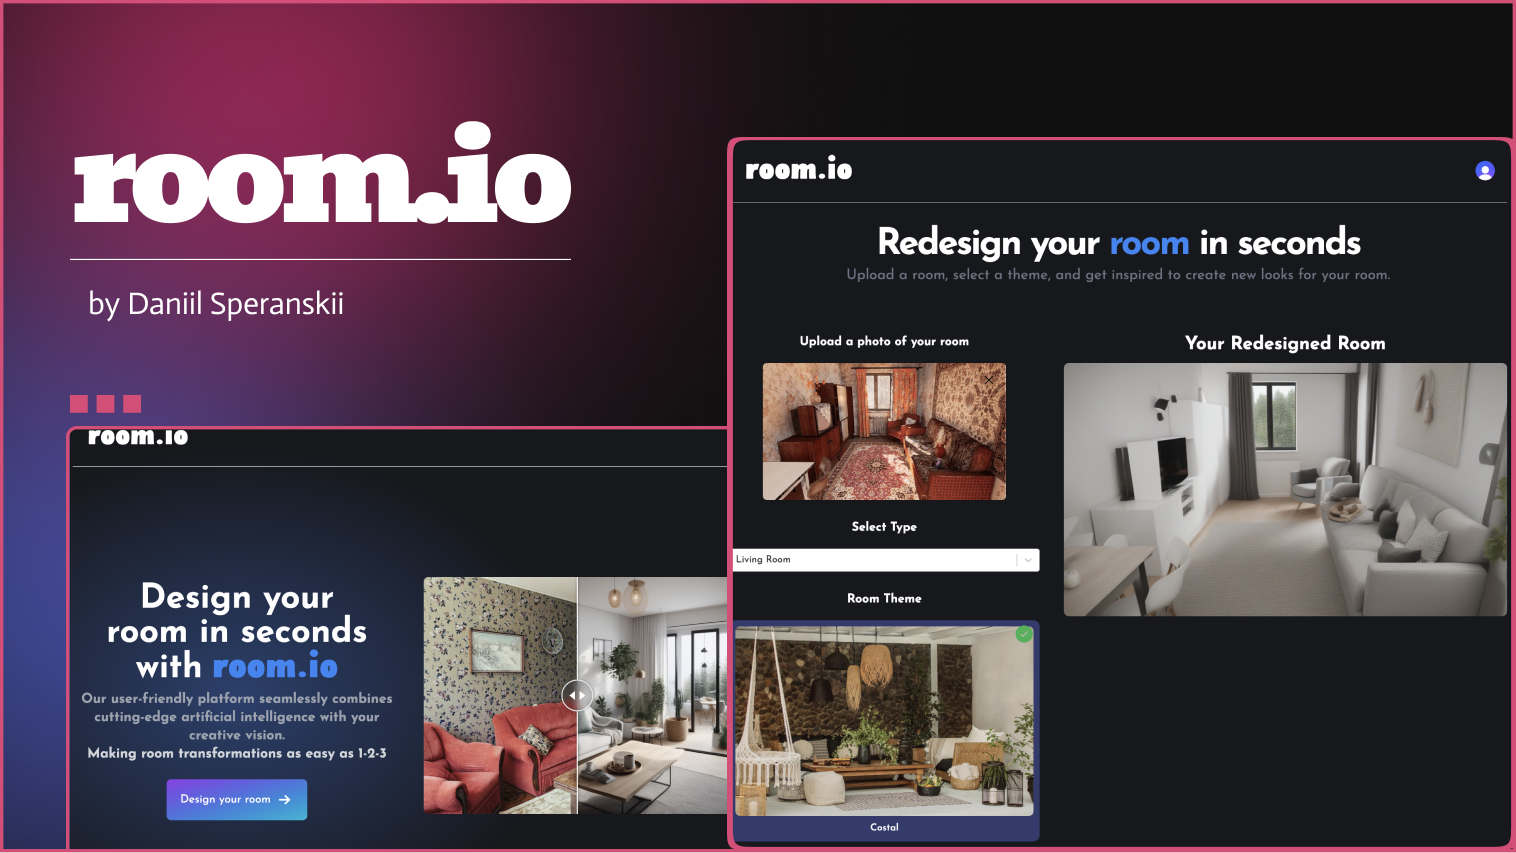 room.io
by Daniil Speranskii
room.io
Design your
room in seconds
with room.io
Our user-friendly platform seamlessly combines
cutting-edge artificial intelligence with your
creative vision.
Making room transformations as easy as 1-2-3
Design your room
room.io
Redesign your room in seconds
Upload a room, select a theme, and get inspired to create new looks for your room.
Upload a photo of your room
Select Type
Living Room
Room Theme
Costal
Your Redesigned Room